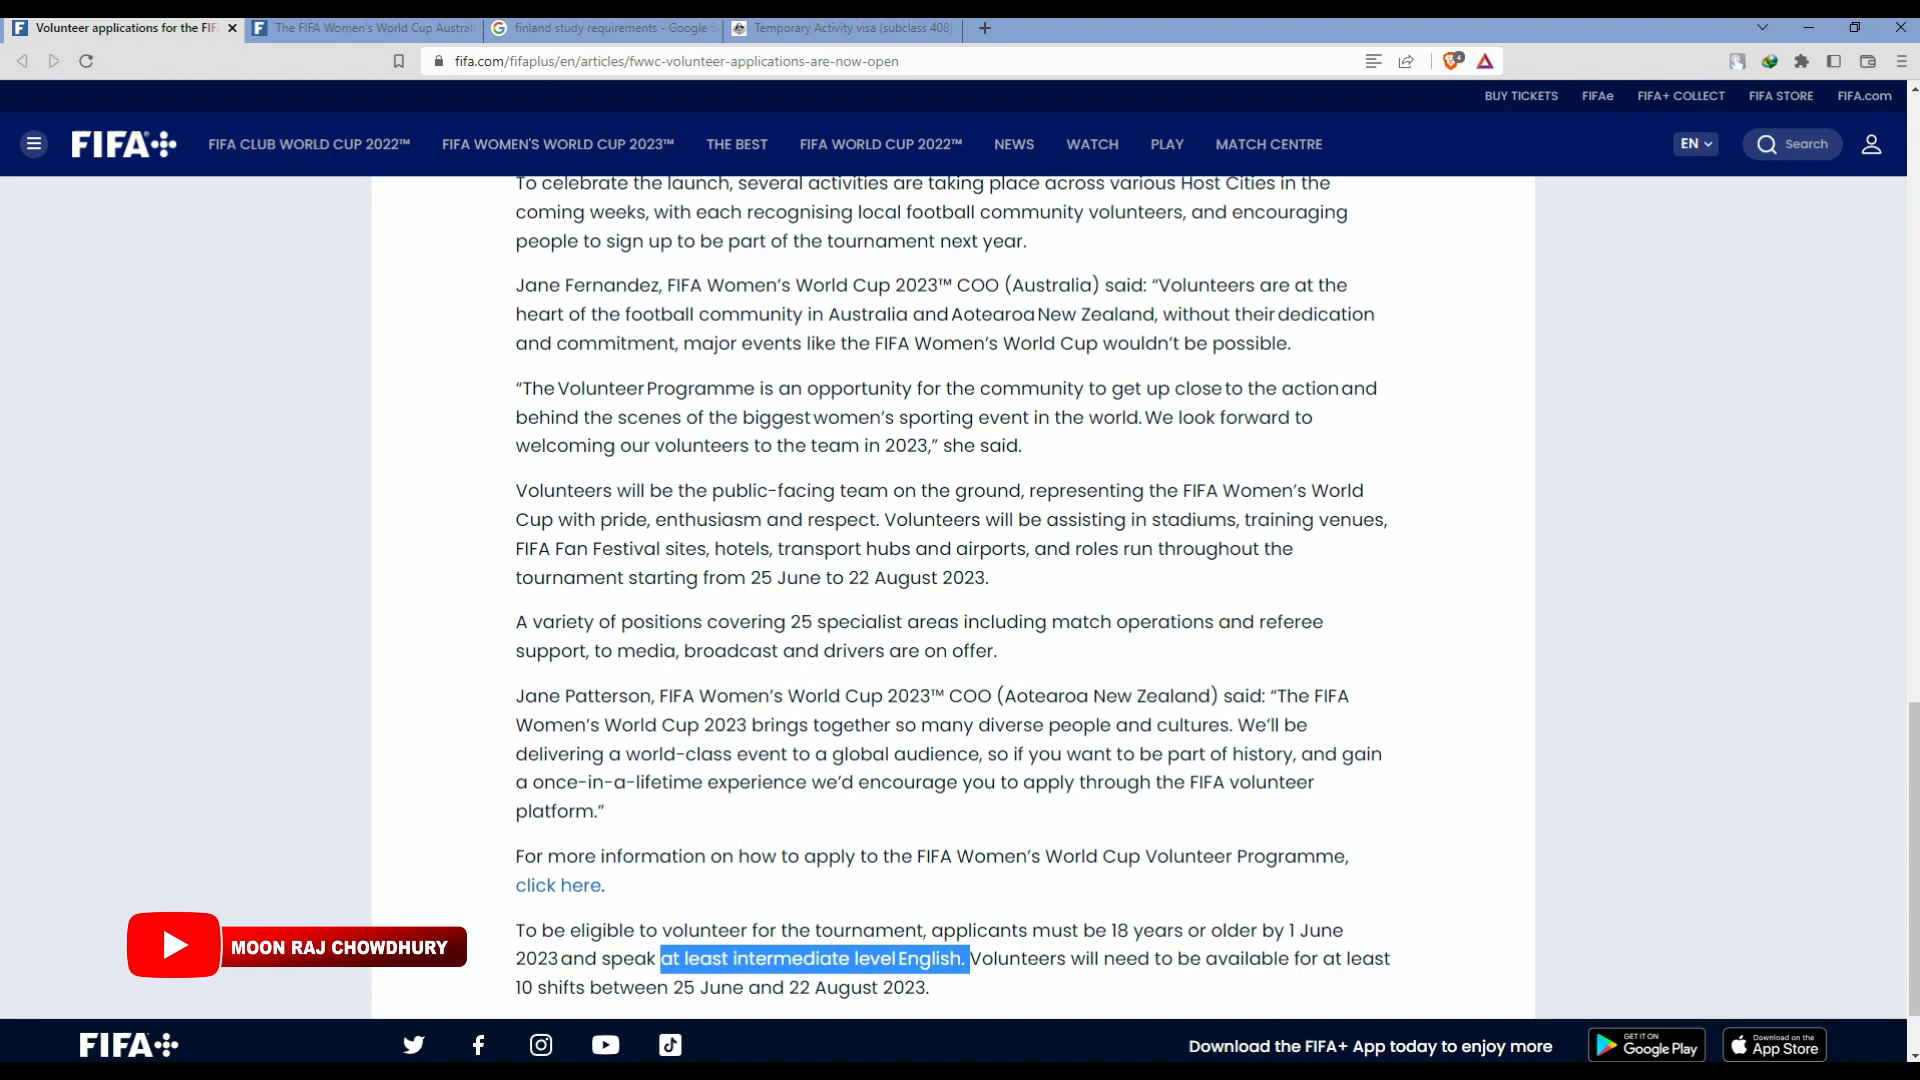 Volunteer applications for the FIF
The FIFA Women's World Cup Austral
finland study requirements - Google S
Temporary Activity visa (subclass 408)
fifa.com/fifaplus/en/articles/fwwc-volunteer-applications-are-now-open
4
BUY TICKETS FIFAe FIFA+ COLLECT FIFA STORE FIFA.com
FIFA+ FIFA CLUB WORLD CUP 2022™ FIFA WOMEN'S WORLD CUP 2023™ THE BEST FIFA WORLD CUP 2022™ NEWS WATCH PLAY MATCH CENTRE EN Search
To celebrate the launch, several activities are taking place across various Host Cities in the
coming weeks, with each recognising local football community volunteers, and encouraging
people to sign up to be part of the tournament next year.
Jane Fernandez, FIFA Women’s World Cup 2023™ COO (Australia) said: “Volunteers are at the
heart of the football community in Australia and Aotearoa New Zealand, without their dedication
and commitment, major events like the FIFA Women’s World Cup wouldn’t be possible.
“The Volunteer Programme is an opportunity for the community to get up close to the action and
behind the scenes of the biggest women’s sporting event in the world. We look forward to
welcoming our volunteers to the team in 2023,” she said.
Volunteers will be the public-facing team on the ground, representing the FIFA Women’s World
Cup with pride, enthusiasm and respect. Volunteers will be assisting in stadiums, training venues,
FIFA Fan Festival sites, hotels, transport hubs and airports, and roles run throughout the
tournament starting from 25 June to 22 August 2023.
A variety of positions covering 25 specialist areas including match operations and referee
support, to media, broadcast and drivers are on offer.
Jane Patterson, FIFA Women’s World Cup 2023™ COO (Aotearoa New Zealand) said: “The FIFA
Women’s World Cup 2023 brings together so many diverse people and cultures. We’ll be
delivering a world-class event to a global audience, so if you want to be part of history, and gain
a once-in-a-lifetime experience we’d encourage you to apply through the FIFA volunteer
platform.”
For more information on how to apply to the FIFA Women’s World Cup Volunteer Programme,
click here.
To be eligible to volunteer for the tournament, applicants must be 18 years or older by 1 June
2023 and speak at least intermediate level English. Volunteers will need to be available for at least
10 shifts between 25 June and 22 August 2023.
MOON RAJ CHOWDHURY
FIFA+
Download the FIFA+ App today to enjoy more
GET IT ON
Google Play
Download on the
App Store